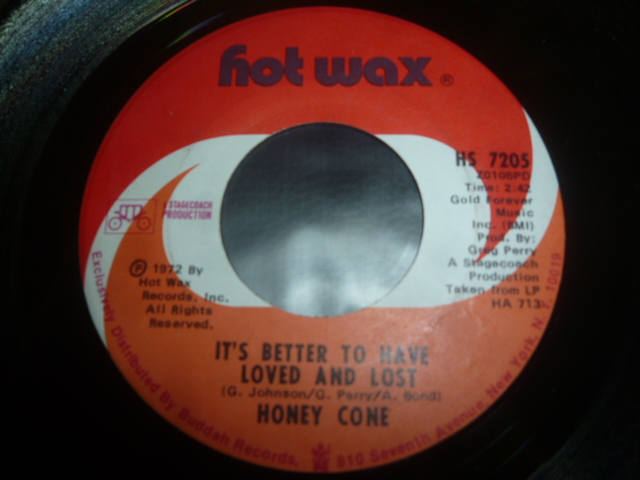 hot wax ®
HS 7205
Z0106PD
Time: 2:42
Gold Forever
Music
Inc. (BMI)
Prod. By:
Greg Perry
A Stagecoach
Production
Taken from LP
HA 713
A STAGECOACH
PRODUCTION
℗ 1972 By
Hot Wax
Records, Inc.
All Rights
Reserved.
IT'S BETTER TO HAVE
LOVED AND LOST
(G. Johnson/G. Perry/A. Bond)
HONEY CONE
Exclusively Distributed By Buddah Records, 810 Seventh Avenue New York, N. Y. 10019